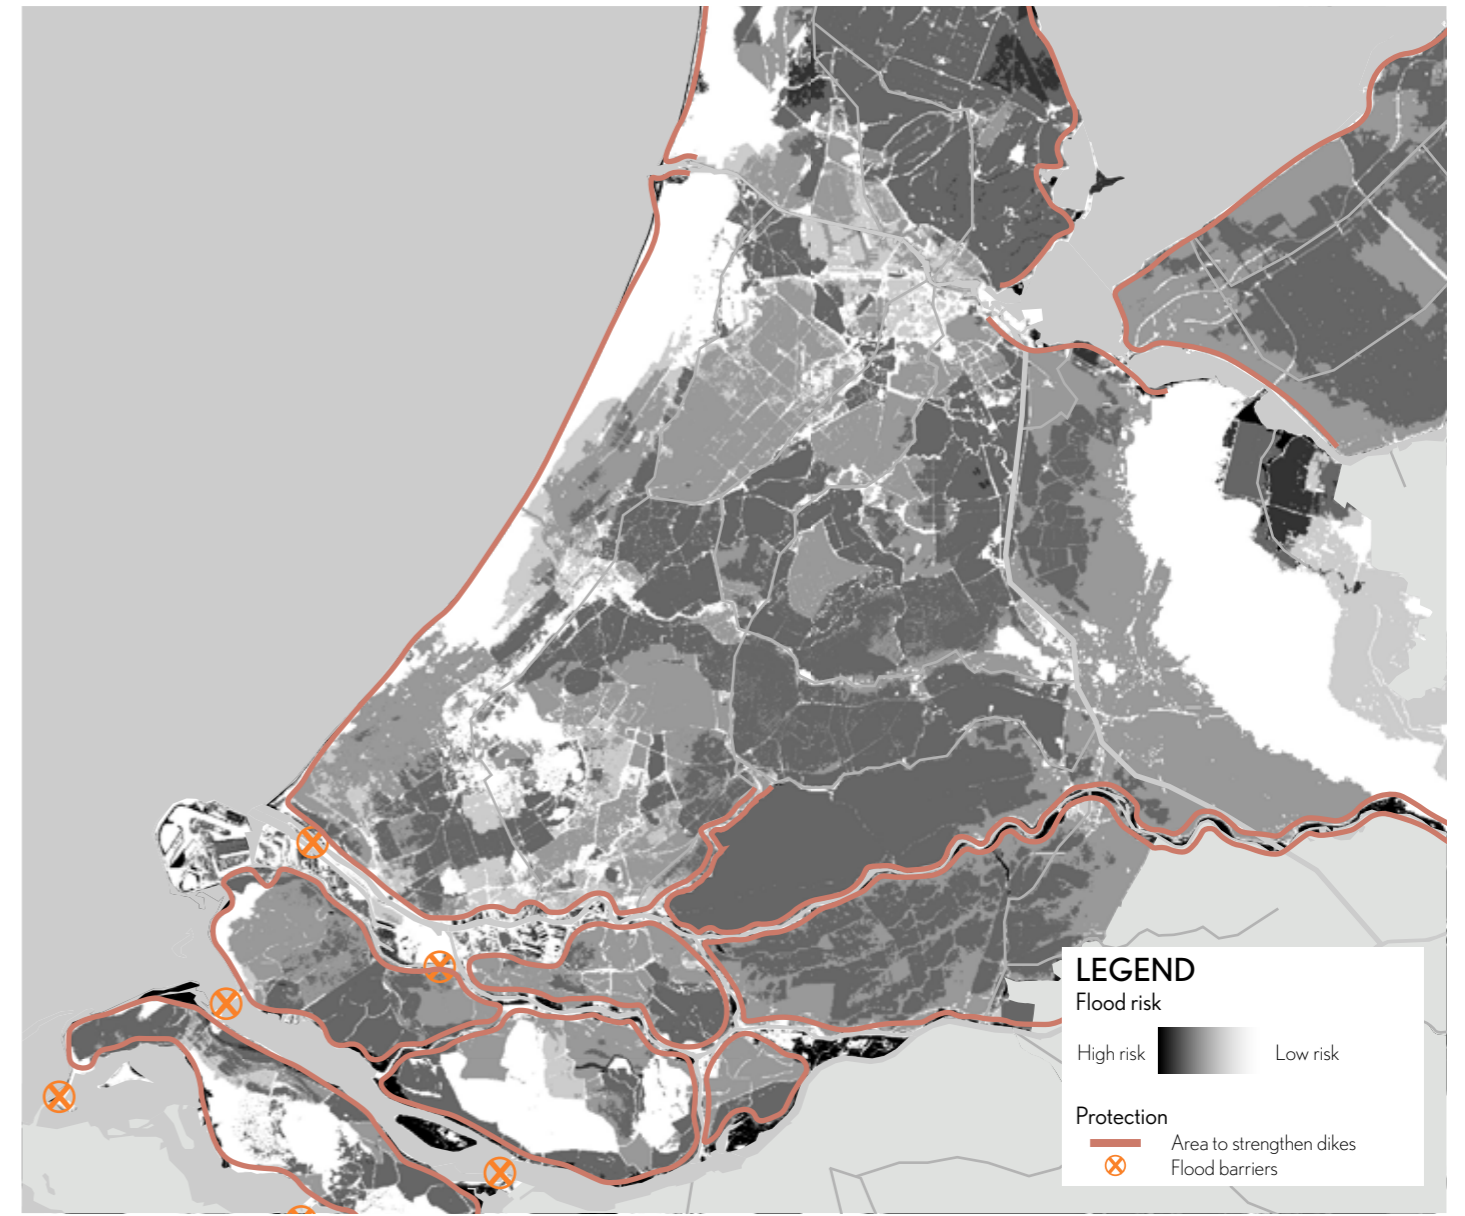 LEGEND
Flood risk
High risk Low risk
Protection
Area to strengthen dikes
Flood barriers